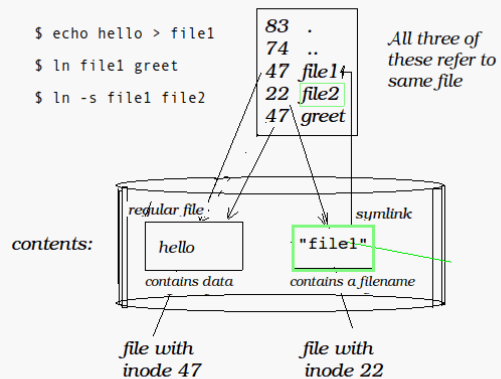 $ echo hello > file1
$ ln file1 greet
$ ln -s file1 file2
83 .
74 ..
47 file1
22 file2
47 greet
All three of
these refer to
same file
regular file
symlink
contents:
hello
"file1"
contains data
contains a filename
file with
inode 47
file with
inode 22